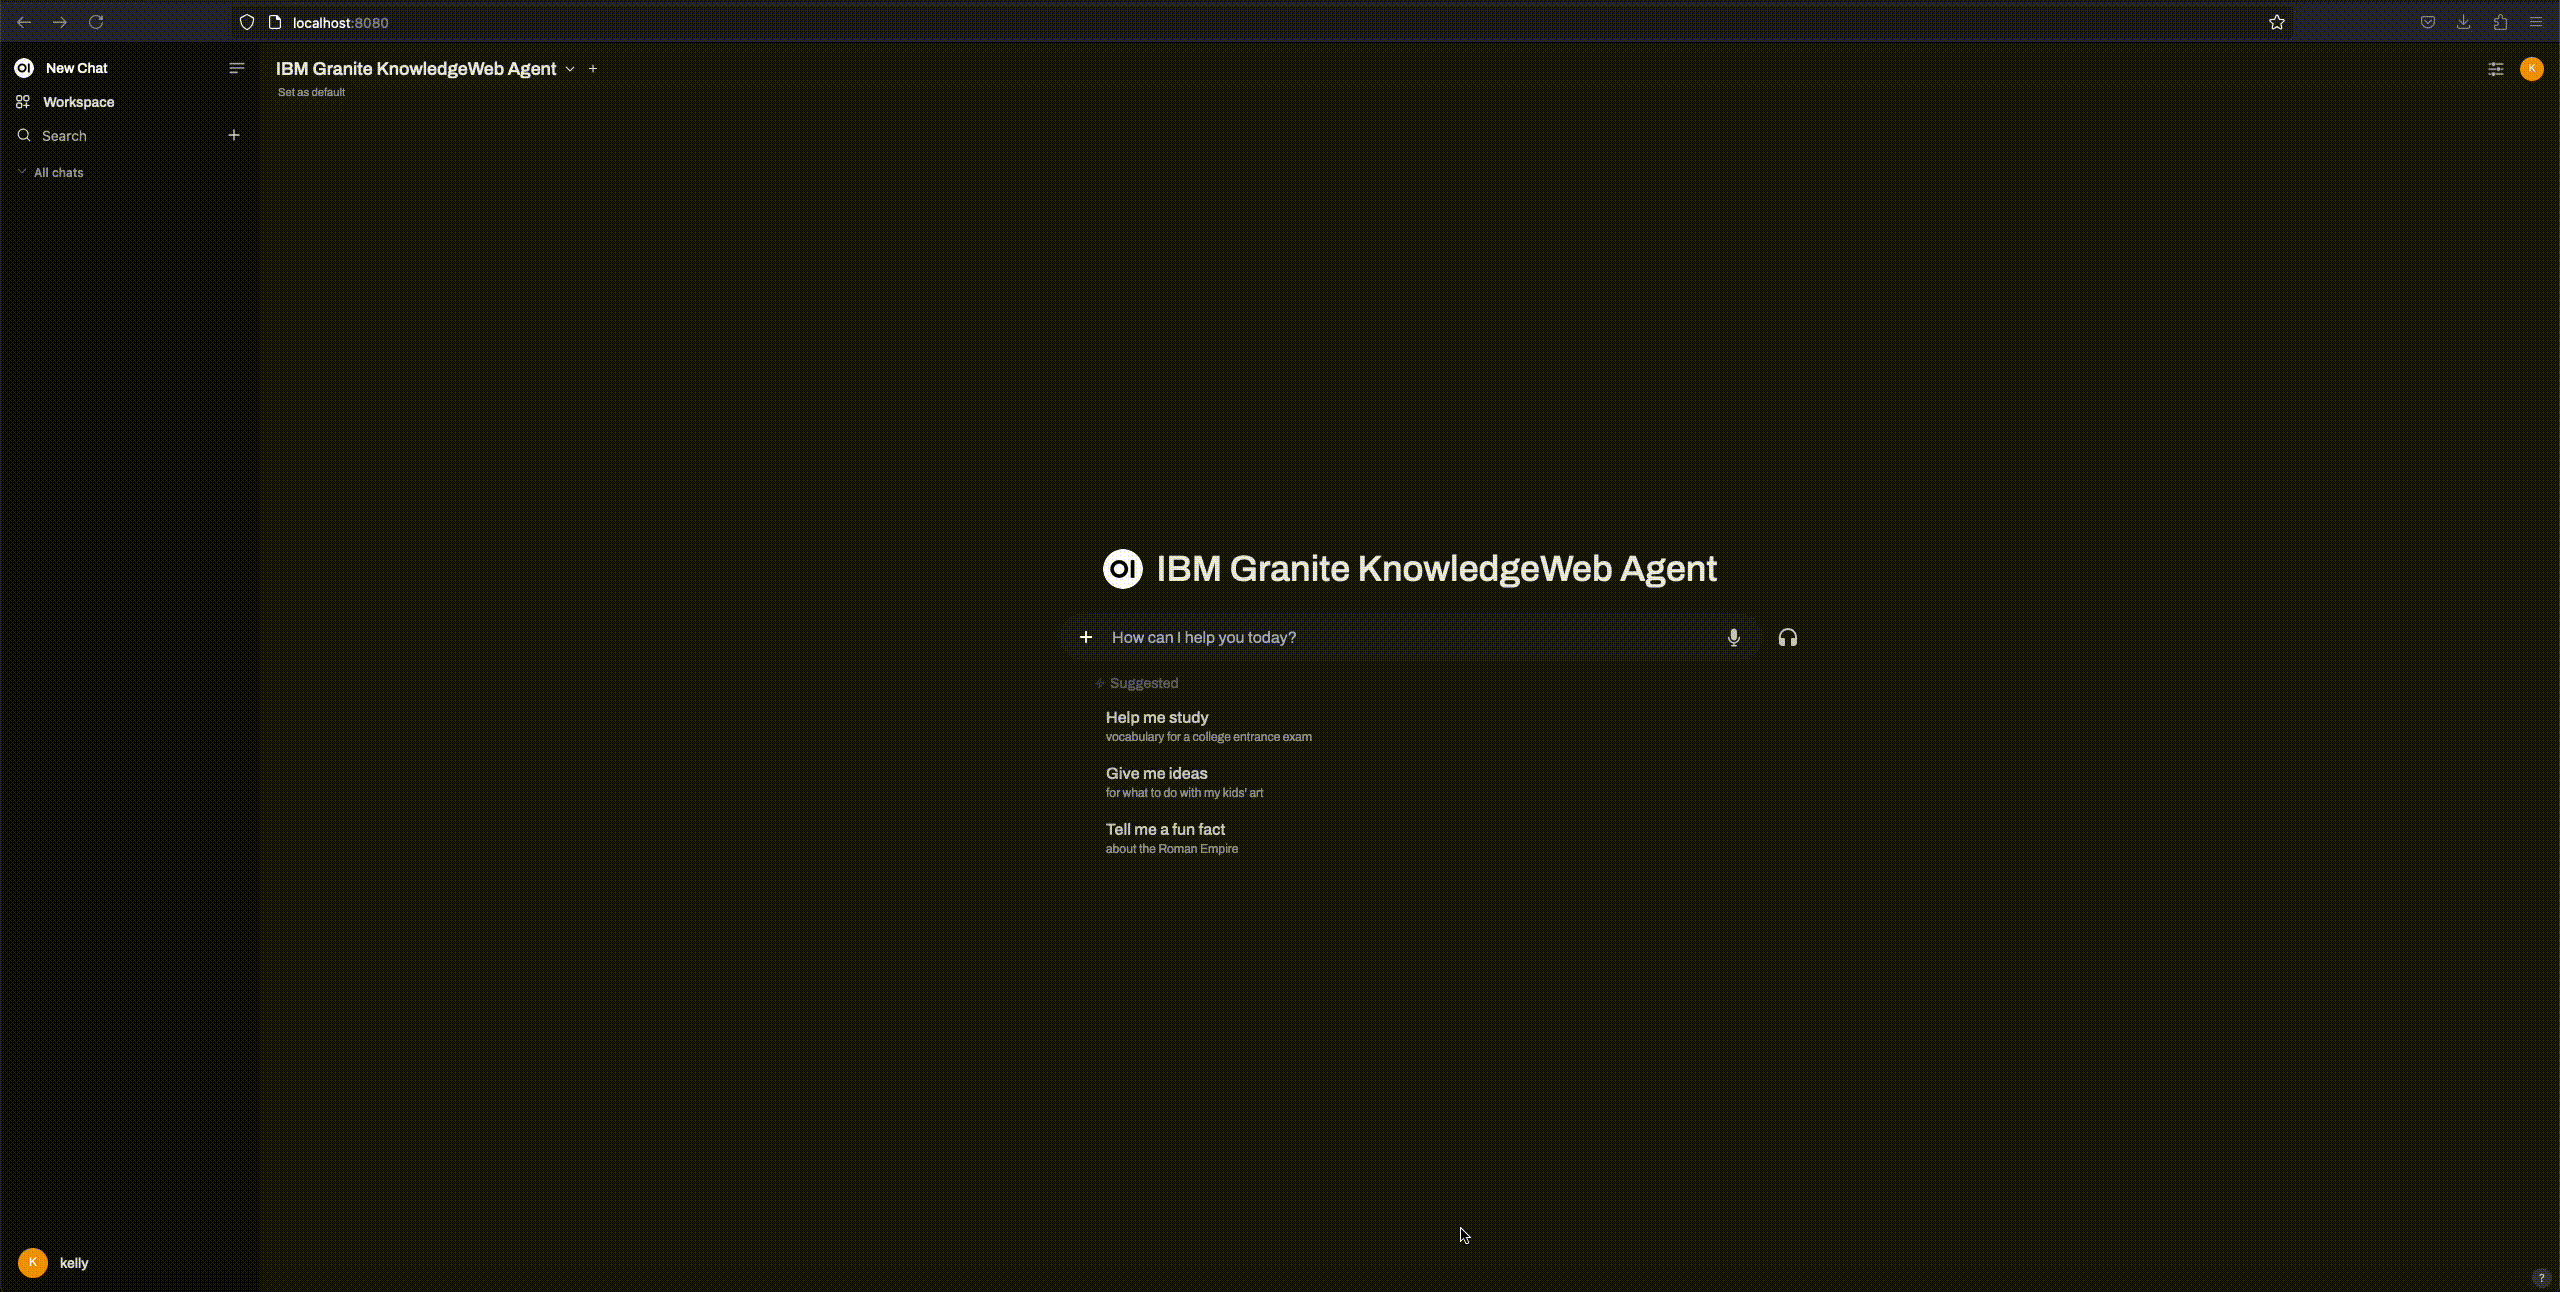 localhost:8080
OI New Chat
Workspace
Search
All chats
IBM Granite KnowledgeWeb Agent
Set as default
K
OI IBM Granite KnowledgeWeb Agent
How can I help you today?
Suggested
Help me study
vocabulary for a college entrance exam
Give me ideas
for what to do with my kids' art
Tell me a fun fact
about the Roman Empire
K kelly
?